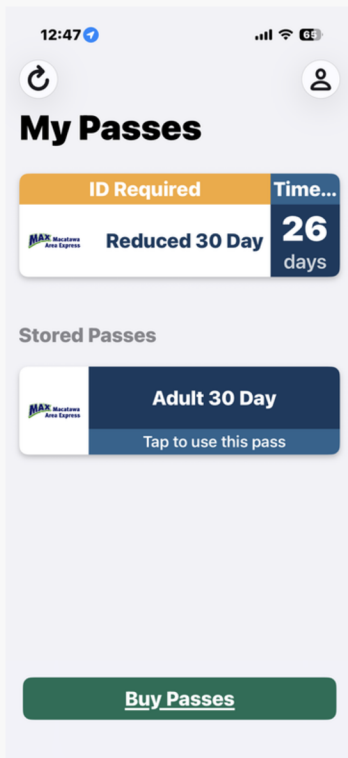 12:47
65
My Passes
ID Required
Time...
MAX Macatawa
Area Express
Reduced 30 Day
26
days
Stored Passes
MAX Macatawa
Area Express
Adult 30 Day
Tap to use this pass
Buy Passes